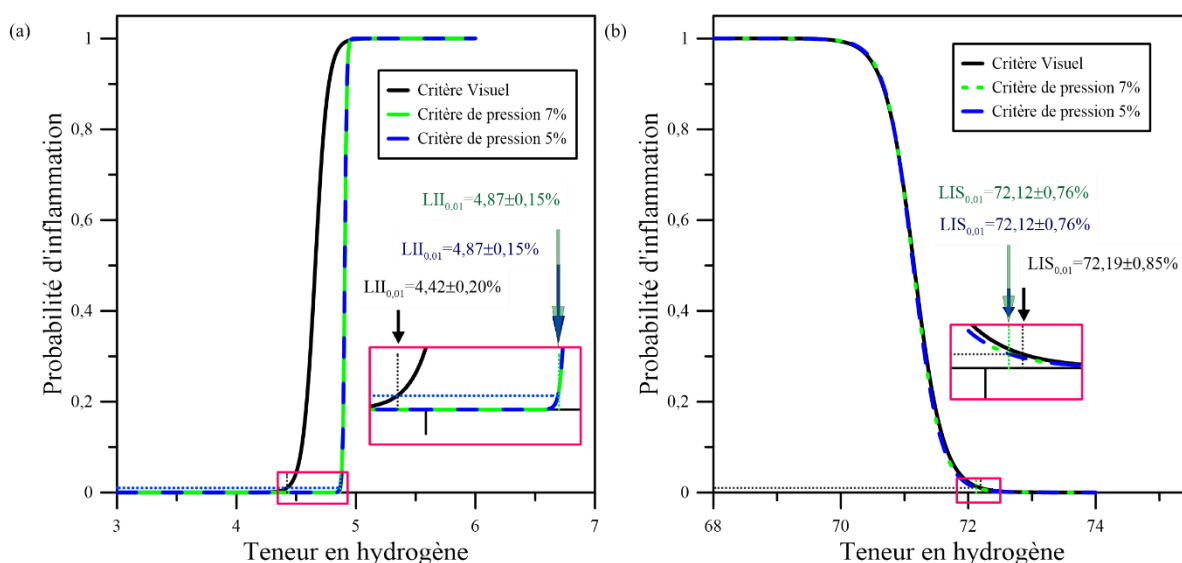 (a)
Probabilité d'inflammation
1
0,8
0,6
0,4
0,2
0
3
4
5
6
7
Teneur en hydrogène
Critère Visuel
Critère de pression 7%
Critère de pression 5%
LII0,01=4,87±0,15%
LII0,01=4,87±0,15%
LII0,01=4,42±0,20%
(b)
Probabilité d'inflammation
1
0,8
0,6
0,4
0,2
0
68
70
72
74
Teneur en hydrogène
Critère Visuel
Critère de pression 7%
Critère de pression 5%
LIS0,01=72,12±0,76%
LIS0,01=72,12±0,76%
LIS0,01=72,19±0,85%